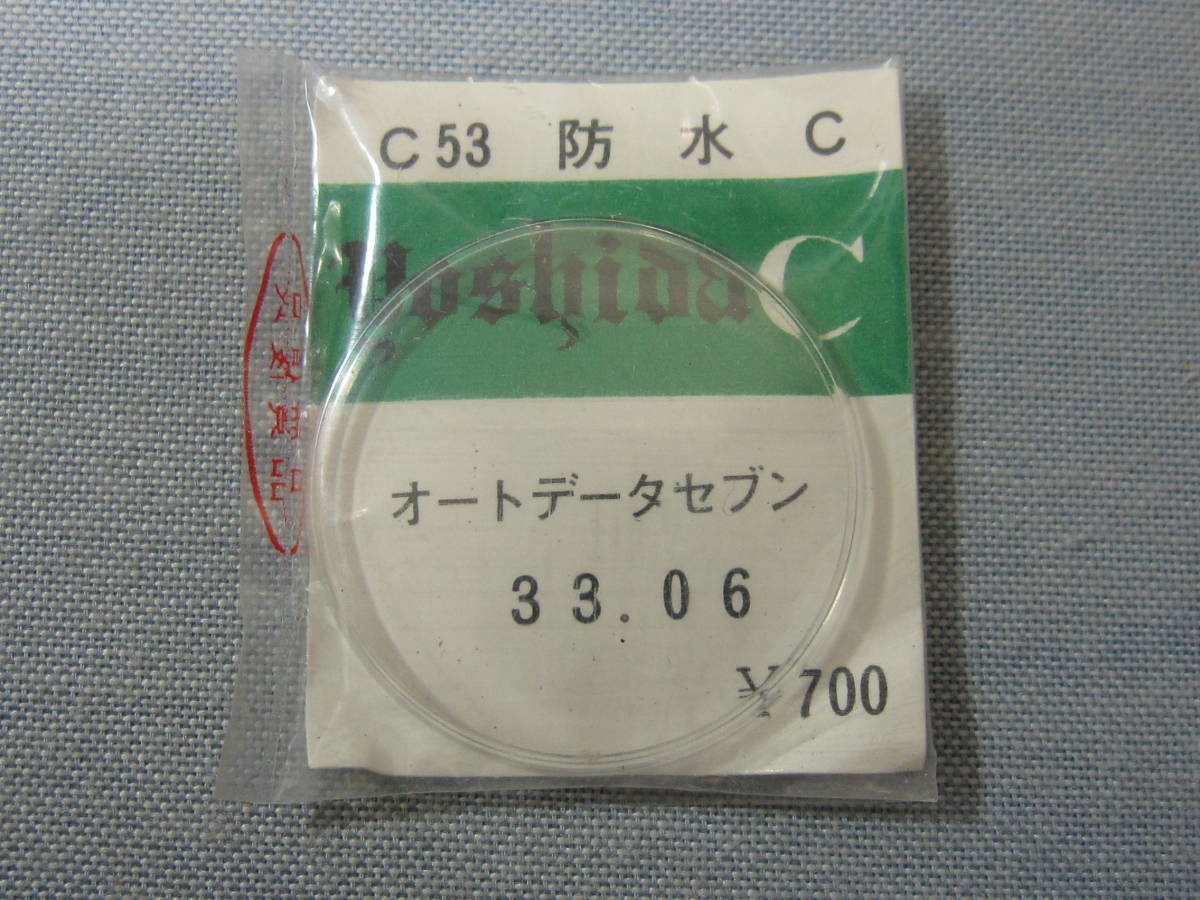 C53 防水 C
Yoshida C
オートデータセブン
33.06
¥700